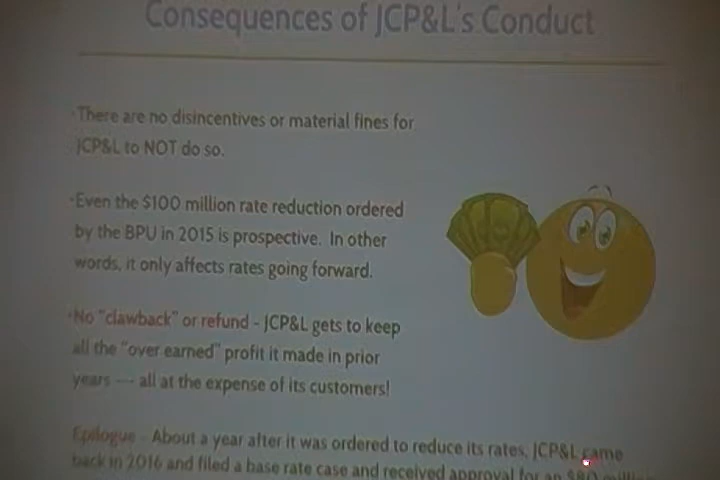 Consequences of JCP&L's Conduct
·There are no disincentives or material fines for
JCP&L to NOT do so.
·Even the $100 million rate reduction ordered
by the BPU in 2015 is prospective. In other
words, it only affects rates going forward.
·No "clawback" or refund - JCP&L gets to keep
all the "over earned" profit it made in prior
years --- all at the expense of its customers!
Epilogue - About a year after it was ordered to reduce its rates, JCP&L came
back in 2016 and filed a base rate case and received approval for an $80